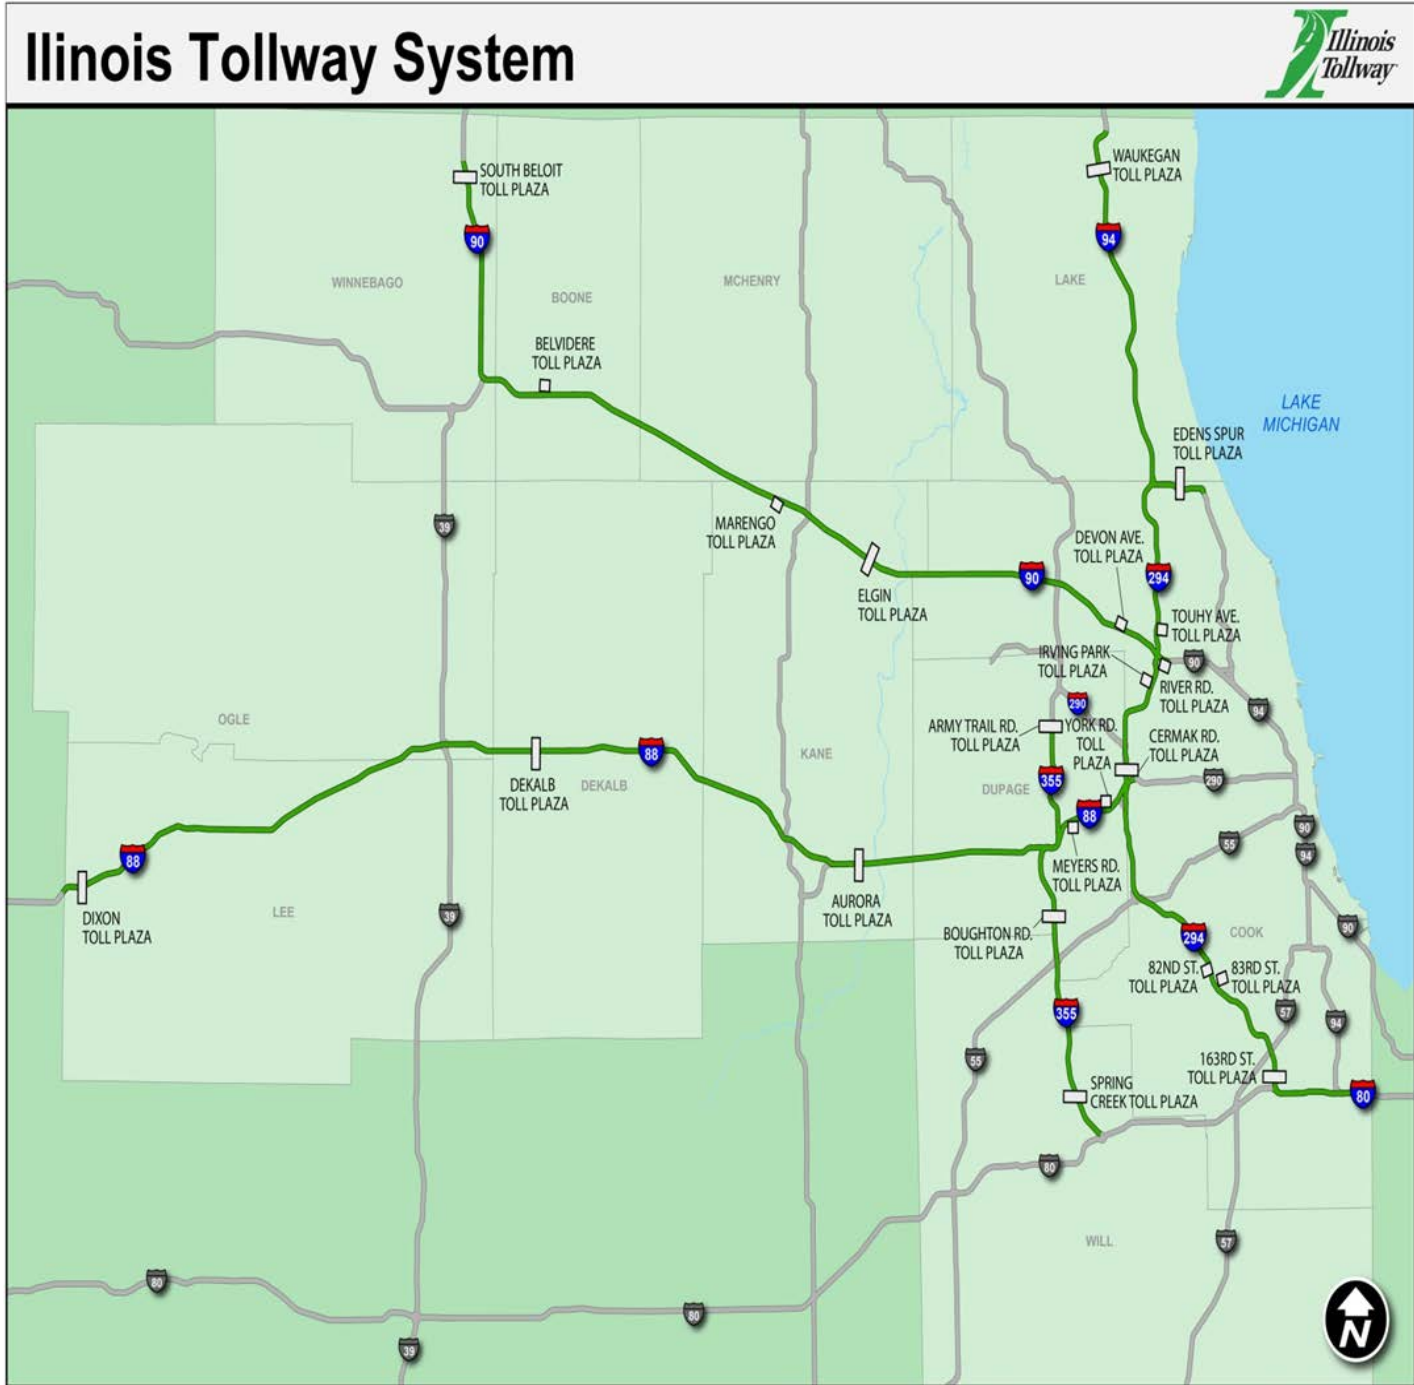 Illinois Tollway System
Illinois
Tollway
SOUTH BELOIT
TOLL PLAZA
WAUKEGAN
TOLL PLAZA
90
94
WINNEBAGO
BOONE
MCHENRY
LAKE
BELVIDERE
TOLL PLAZA
LAKE
MICHIGAN
EDENS SPUR
TOLL PLAZA
39
MARENGO
TOLL PLAZA
DEVON AVE.
TOLL PLAZA
ELGIN
TOLL PLAZA
90
294
TOUHY AVE.
TOLL PLAZA
IRVING PARK
TOLL PLAZA
90
RIVER RD.
TOLL PLAZA
290
94
OGLE
ARMY TRAIL RD.
TOLL PLAZA
YORK RD.
TOLL
PLAZA
CERMAK RD.
TOLL PLAZA
KANE
88
DEKALB
TOLL PLAZA
DEKALB
355
DUPAGE
290
88
90
88
55
94
MEYERS RD.
TOLL PLAZA
AURORA
TOLL PLAZA
DIXON
TOLL PLAZA
LEE
39
BOUGHTON RD.
TOLL PLAZA
294
COOK
90
82ND ST.
TOLL PLAZA
83RD ST.
TOLL PLAZA
355
57
94
55
163RD ST.
TOLL PLAZA
SPRING
CREEK TOLL PLAZA
80
80
WILL
57
80
80
39
N